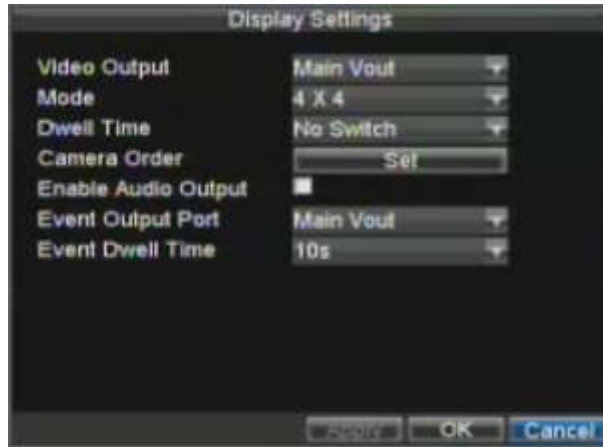 Display Settings
Video Output Main Vout
Mode 4 X 4
Dwell Time No Switch
Camera Order Set
Enable Audio Output
Event Output Port Main Vout
Event Dwell Time 10s
Apply OK Cancel